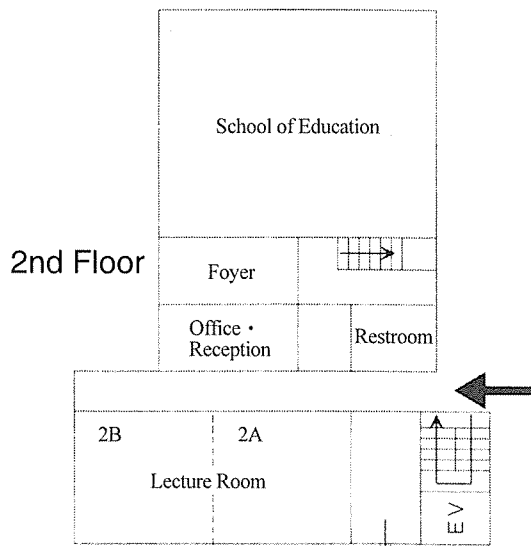 School of Education
2nd Floor
Foyer
Office・
Reception
Restroom
2B
2A
Lecture Room
EV